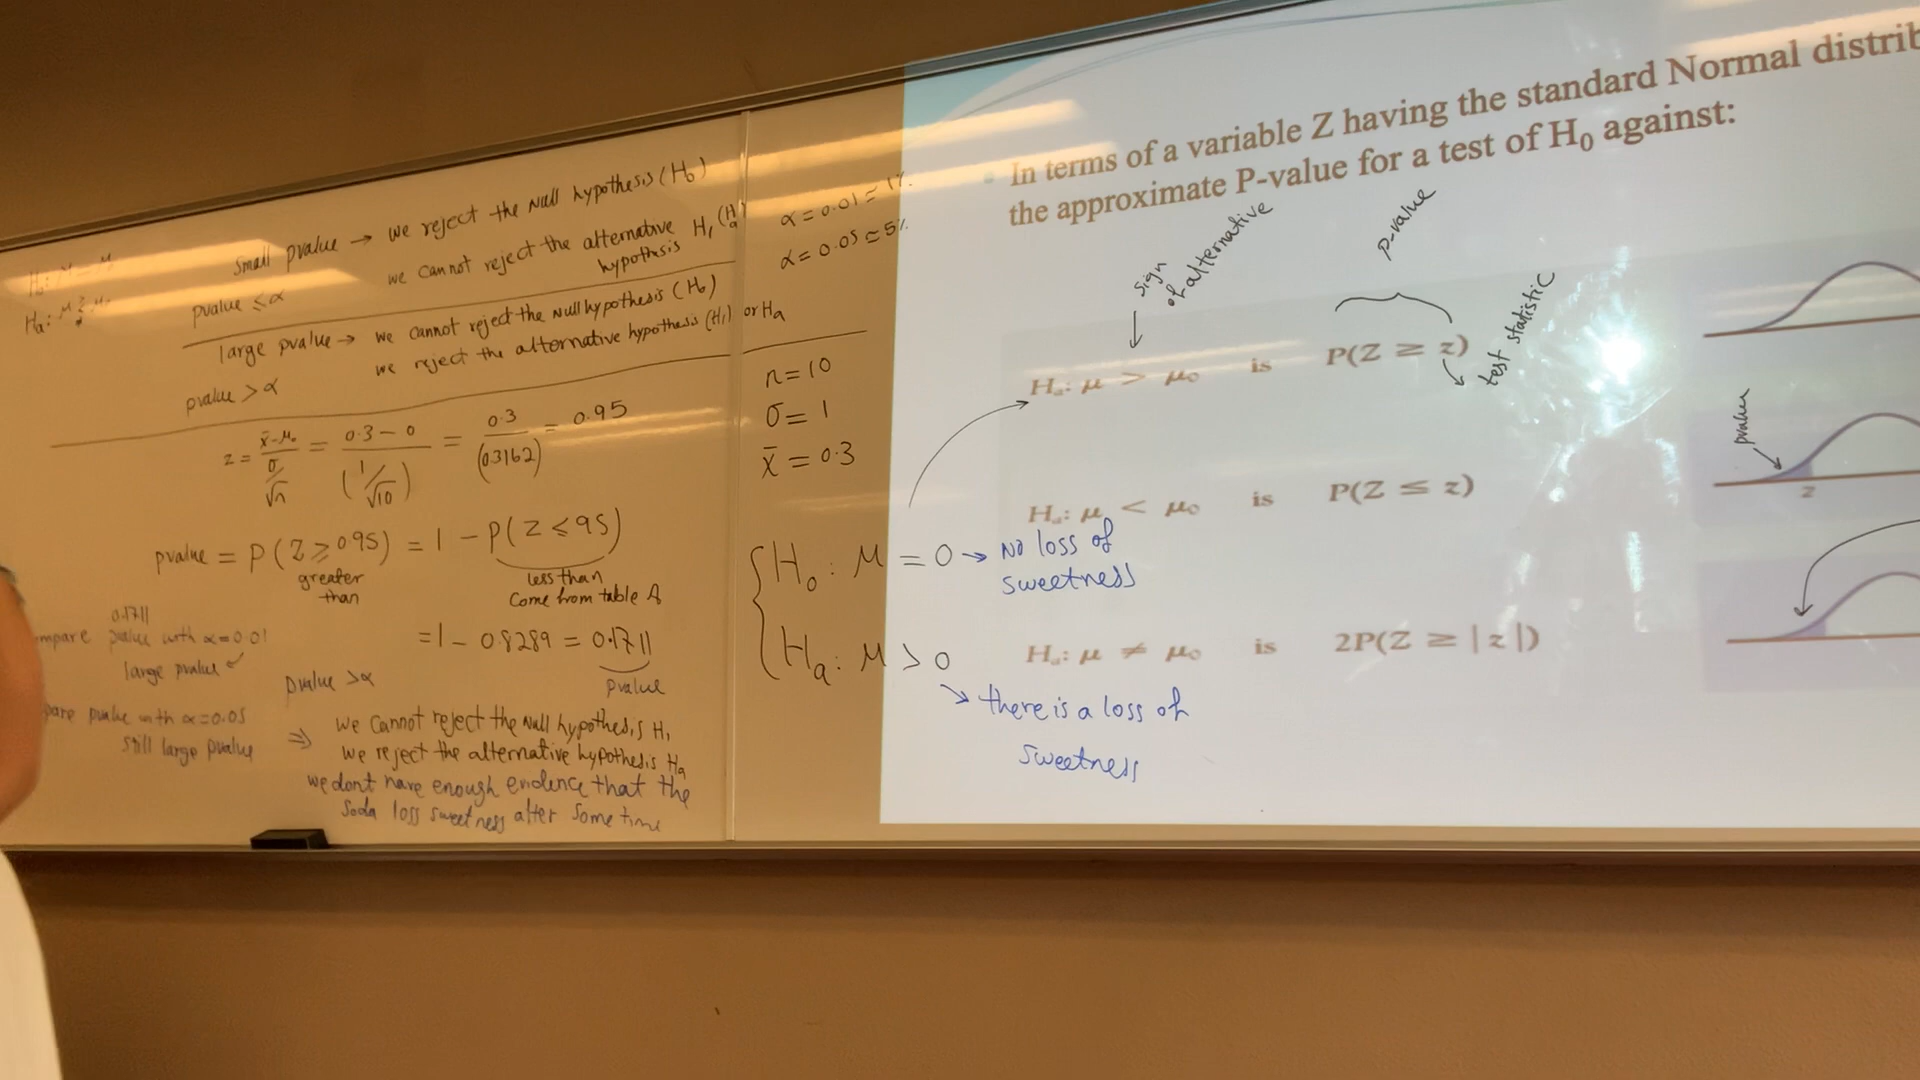 H₀: μ = μ₀
Small pvalue → we reject the Null hypothesis (H₀)
we cannot reject the alternative H₁ (Ha)
hypothesis
pvalue ≤ α
large pvalue → we cannot reject the Null hypothesis (H₀)
we reject the alternative hypothesis (H₁) or Ha
pvalue > α
z = (x̄-μ₀)/(σ/√n) = (0.3 - 0)/(1/√10) = 0.3/(0.3162) = 0.95
pvalue = P(Z ≥ 0.95) = 1 - P(Z ≤ 95)
greater
than
less than
Come from table A
= 1 - 0.8289 = 0.1711
pvalue
0.1711
mpare pvalue with α=0.01
large pvalue ✓
pvalue > α
pare pvalue with α=0.05
still large pvalue
⇒ we cannot reject the Null hypothesis H₁
we reject the alternative hypothesis Ha
we dont have enough evidence that the
Soda loss sweetness after some time
α = 0.01 ≃ 1%
α = 0.05 ≃ 5%
n = 10
σ = 1
x̄ = 0.3
H₀: μ = 0 → No loss of
sweetness
Ha: μ > 0
→ there is a loss of
sweetness
In terms of a variable Z having the standard Normal distrib
the approximate P-value for a test of H₀ against:
sign
of alternative
p-value
test statistic
Hₐ: μ > μ₀ is P(Z ≥ z)
Hₐ: μ < μ₀ is P(Z ≤ z)
Hₐ: μ ≠ μ₀ is 2P(Z ≥ |z|)
pvalue
z